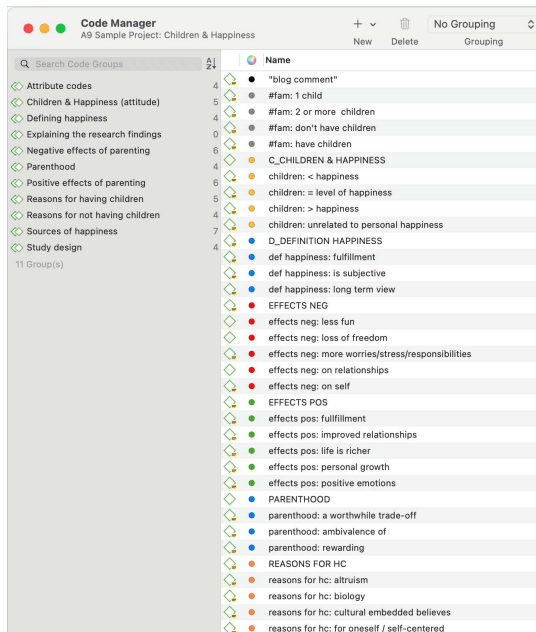 Code Manager
A9 Sample Project: Children & Happiness
New
Delete
No Grouping
Grouping
Search Code Groups
Attribute codes 4
Children & Happiness (attitude) 5
Defining happiness 4
Explaining the research findings 0
Negative effects of parenting 6
Parenthood 4
Positive effects of parenting 6
Reasons for having children 5
Reasons for not having children 4
Sources of happiness 7
Study design 4
11 Group(s)
Name
"blog comment"
#fam: 1 child
#fam: 2 or more children
#fam: don't have children
#fam: have children
C_CHILDREN & HAPPINESS
children: < happiness
children: = level of happiness
children: > happiness
children: unrelated to personal happiness
D_DEFINITION HAPPINESS
def happiness: fulfillment
def happiness: is subjective
def happiness: long term view
EFFECTS NEG
effects neg: less fun
effects neg: loss of freedom
effects neg: more worries/stress/responsibilities
effects neg: on relationships
effects neg: on self
EFFECTS POS
effects pos: fullfillment
effects pos: improved relationships
effects pos: life is richer
effects pos: personal growth
effects pos: positive emotions
PARENTHOOD
parenthood: a worthwhile trade-off
parenthood: ambivalence of
parenthood: rewarding
REASONS FOR HC
reasons for hc: altruism
reasons for hc: biology
reasons for hc: cultural embedded believes
reasons for hc: for oneself / self-centered